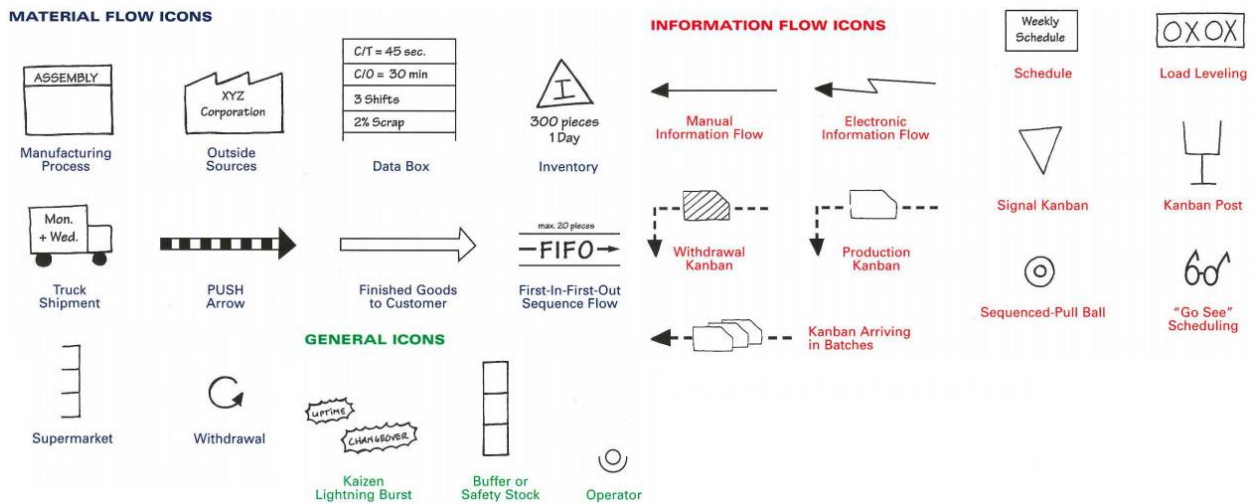 MATERIAL FLOW ICONS
ASSEMBLY
Manufacturing
Process
XYZ
Corporation
Outside
Sources
C/T = 45 sec.
C/O = 30 min
3 Shifts
2% Scrap
Data Box
I
300 pieces
1 Day
Inventory
Mon.
+ Wed.
Truck
Shipment
PUSH
Arrow
Finished Goods
to Customer
max. 20 pieces
FIFO
First-In-First-Out
Sequence Flow
Supermarket
Withdrawal
GENERAL ICONS
UPTIME
CHANGEOVER
Kaizen
Lightning Burst
Buffer or
Safety Stock
Operator
INFORMATION FLOW ICONS
Manual
Information Flow
Electronic
Information Flow
Weekly
Schedule
Schedule
OXOX
Load Leveling
Withdrawal
Kanban
Production
Kanban
Signal Kanban
Kanban Post
Kanban Arriving
in Batches
Sequenced-Pull Ball
"Go See"
Scheduling